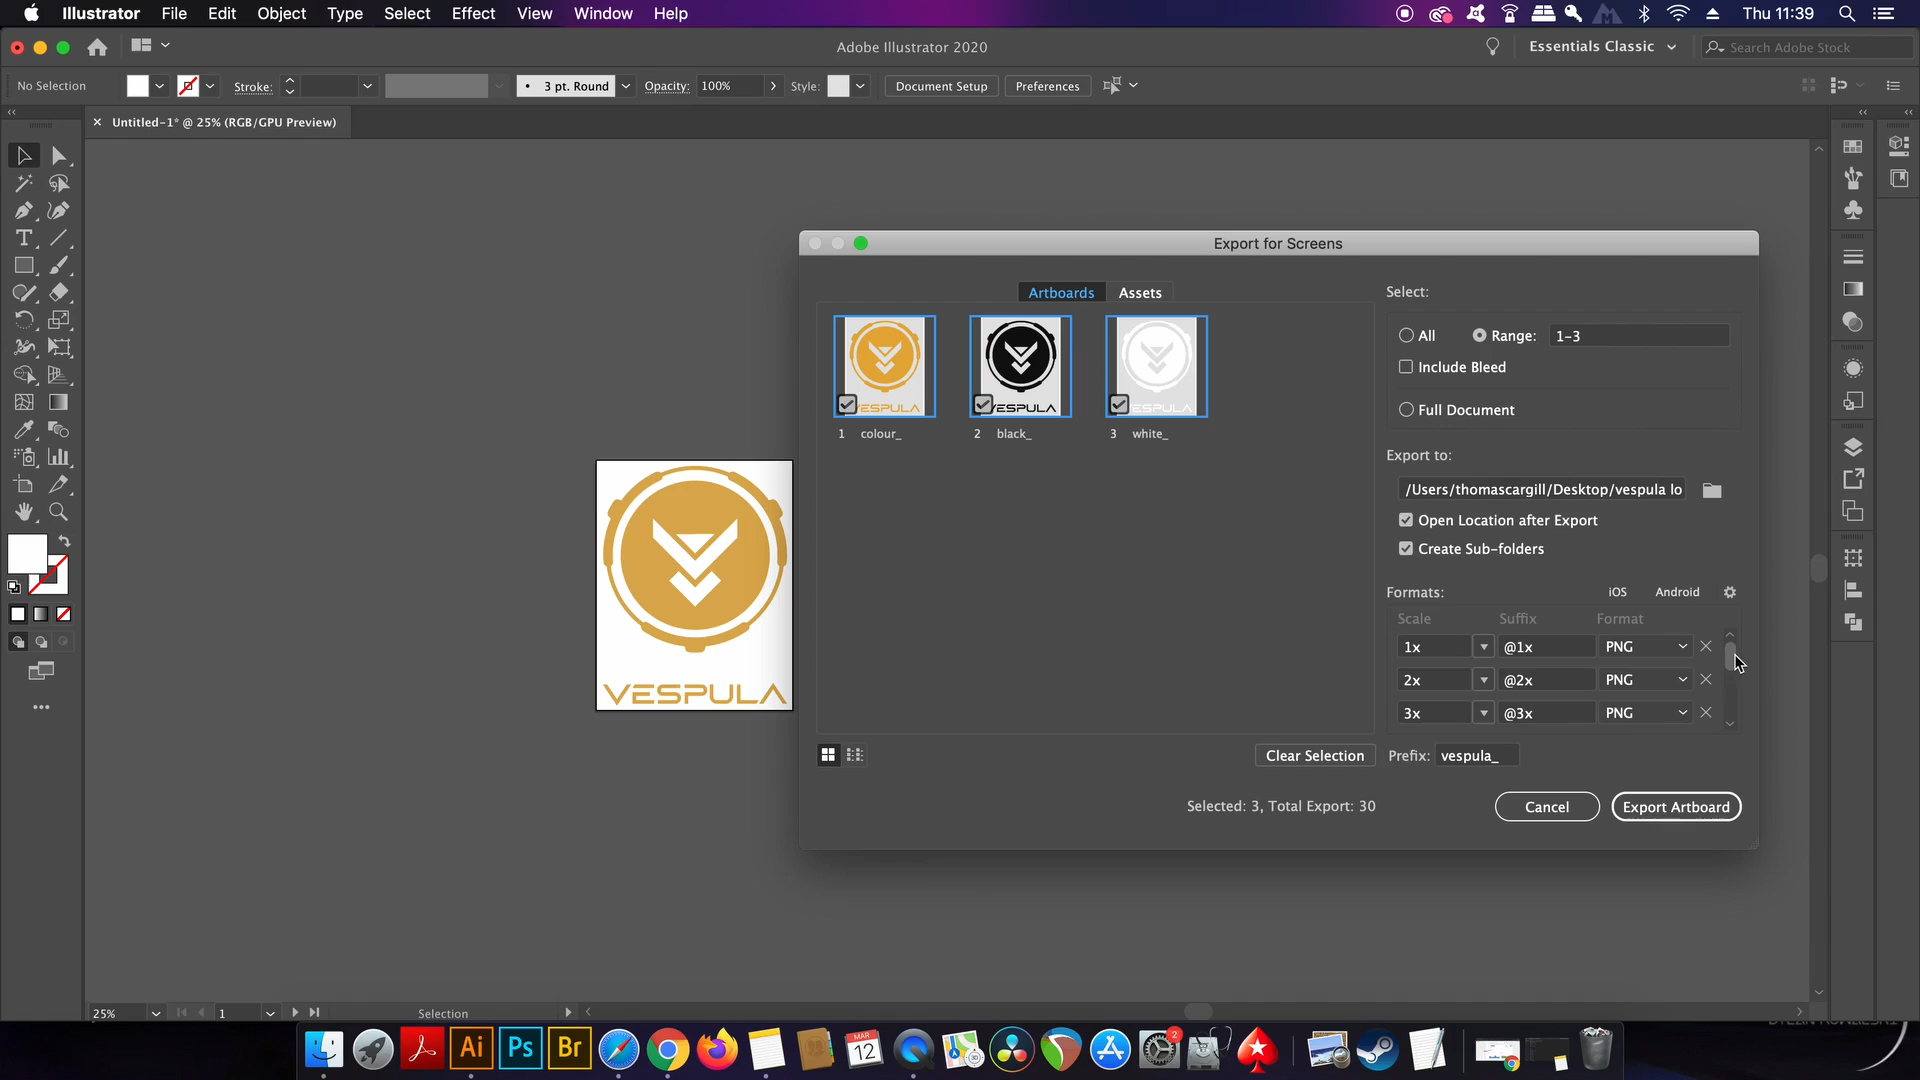 Illustrator File Edit Object Type Select Effect View Window Help
Thu 11:39
Adobe Illustrator 2020
Essentials Classic
Search Adobe Stock
No Selection
Stroke:
3 pt. Round
Opacity: 100%
Style:
Document Setup
Preferences
× Untitled-1* @ 25% (RGB/GPU Preview)
VESPULA
Export for Screens
Artboards
Assets
VESPULA
VESPULA
1 colour_
2 black_
3 white_
Select:
All
Range: 1-3
Include Bleed
Full Document
Export to:
/Users/thomascargill/Desktop/vespula lo
Open Location after Export
Create Sub-folders
Formats:
iOS
Android
Scale
Suffix
Format
1x @1x PNG
2x @2x PNG
3x @3x PNG
Clear Selection
Prefix: vespula_
Selected: 3, Total Export: 30
Cancel
Export Artboard
25%
1
Selection
Ai
Ps
Br
MAR
12
2